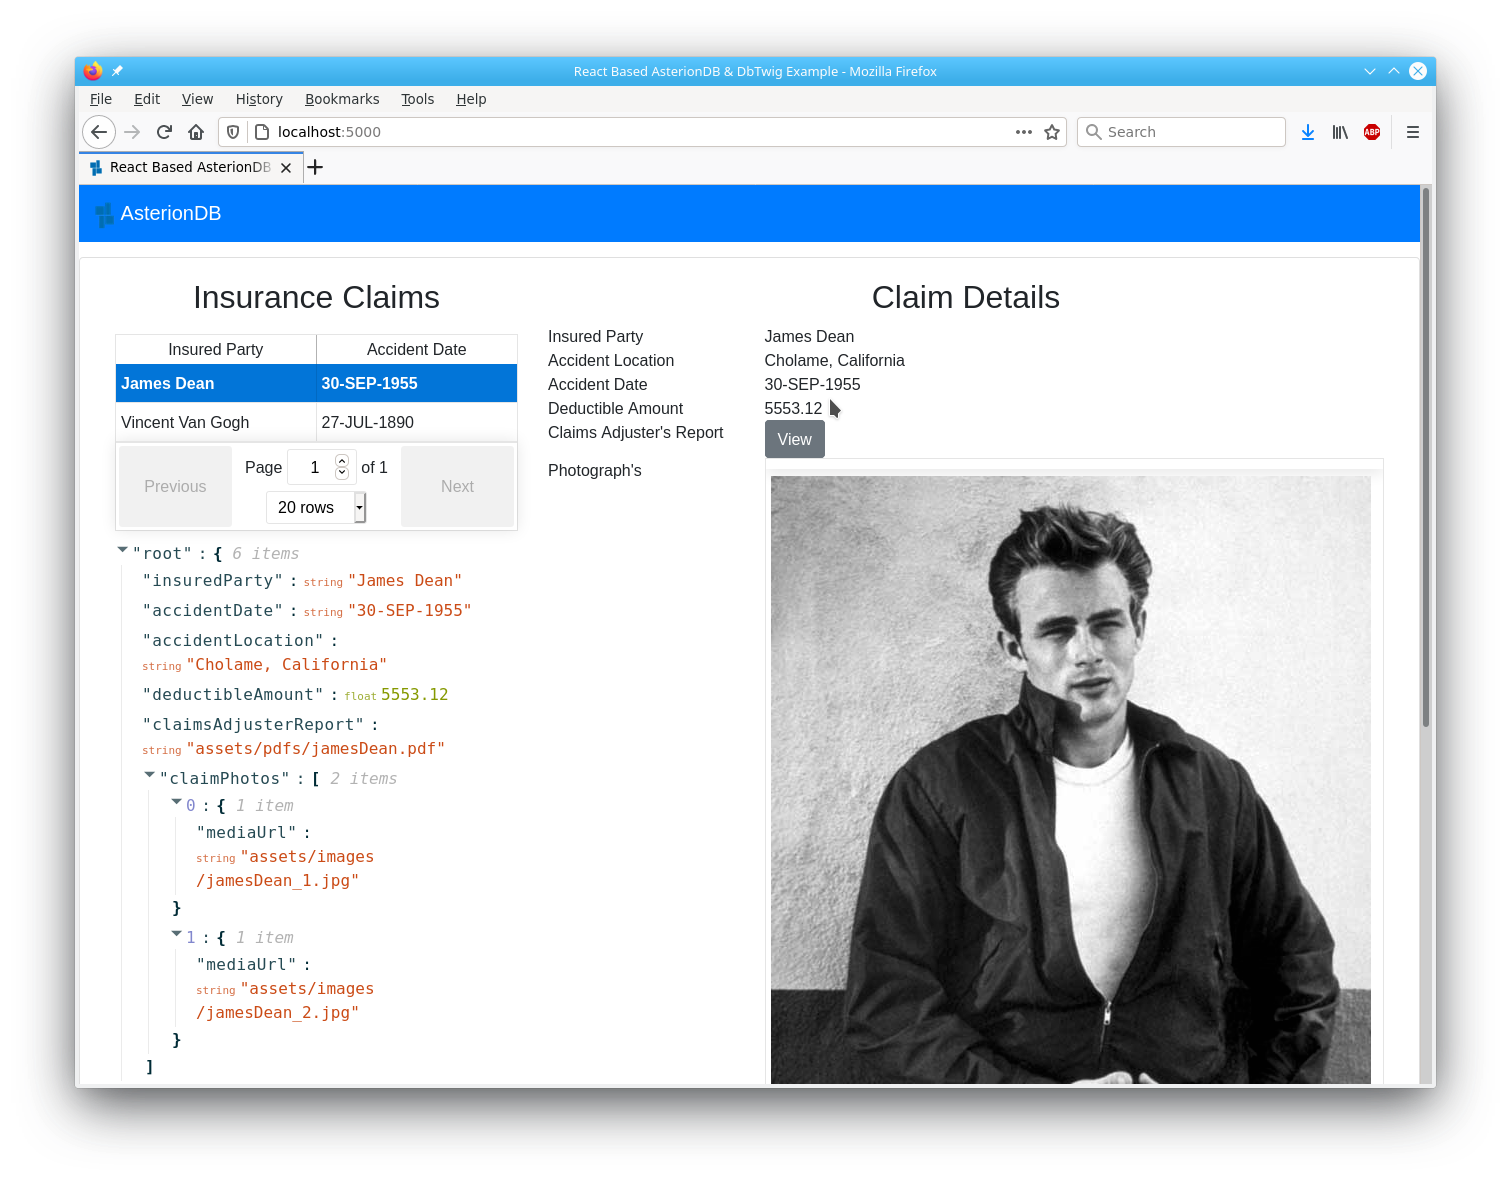 React Based AsterionDB & DbTwig Example - Mozilla Firefox
File Edit View History Bookmarks Tools Help
localhost:5000
Search
ABP
React Based AsterionDB
AsterionDB
Insurance Claims
Insured Party Accident Date
James Dean 30-SEP-1955
Vincent Van Gogh 27-JUL-1890
Previous
Page 1 of 1
20 rows
Next
"root" : { 6 items
"insuredParty" : string "James Dean"
"accidentDate" : string "30-SEP-1955"
"accidentLocation" :
string "Cholame, California"
"deductibleAmount" : float 5553.12
"claimsAdjusterReport" :
string "assets/pdfs/jamesDean.pdf"
"claimPhotos" : [ 2 items
0 : { 1 item
"mediaUrl" :
string "assets/images
/jamesDean_1.jpg"
}
1 : { 1 item
"mediaUrl" :
string "assets/images
/jamesDean_2.jpg"
}
]
Claim Details
Insured Party James Dean
Accident Location Cholame, California
Accident Date 30-SEP-1955
Deductible Amount 5553.12
Claims Adjuster's Report View
Photograph's